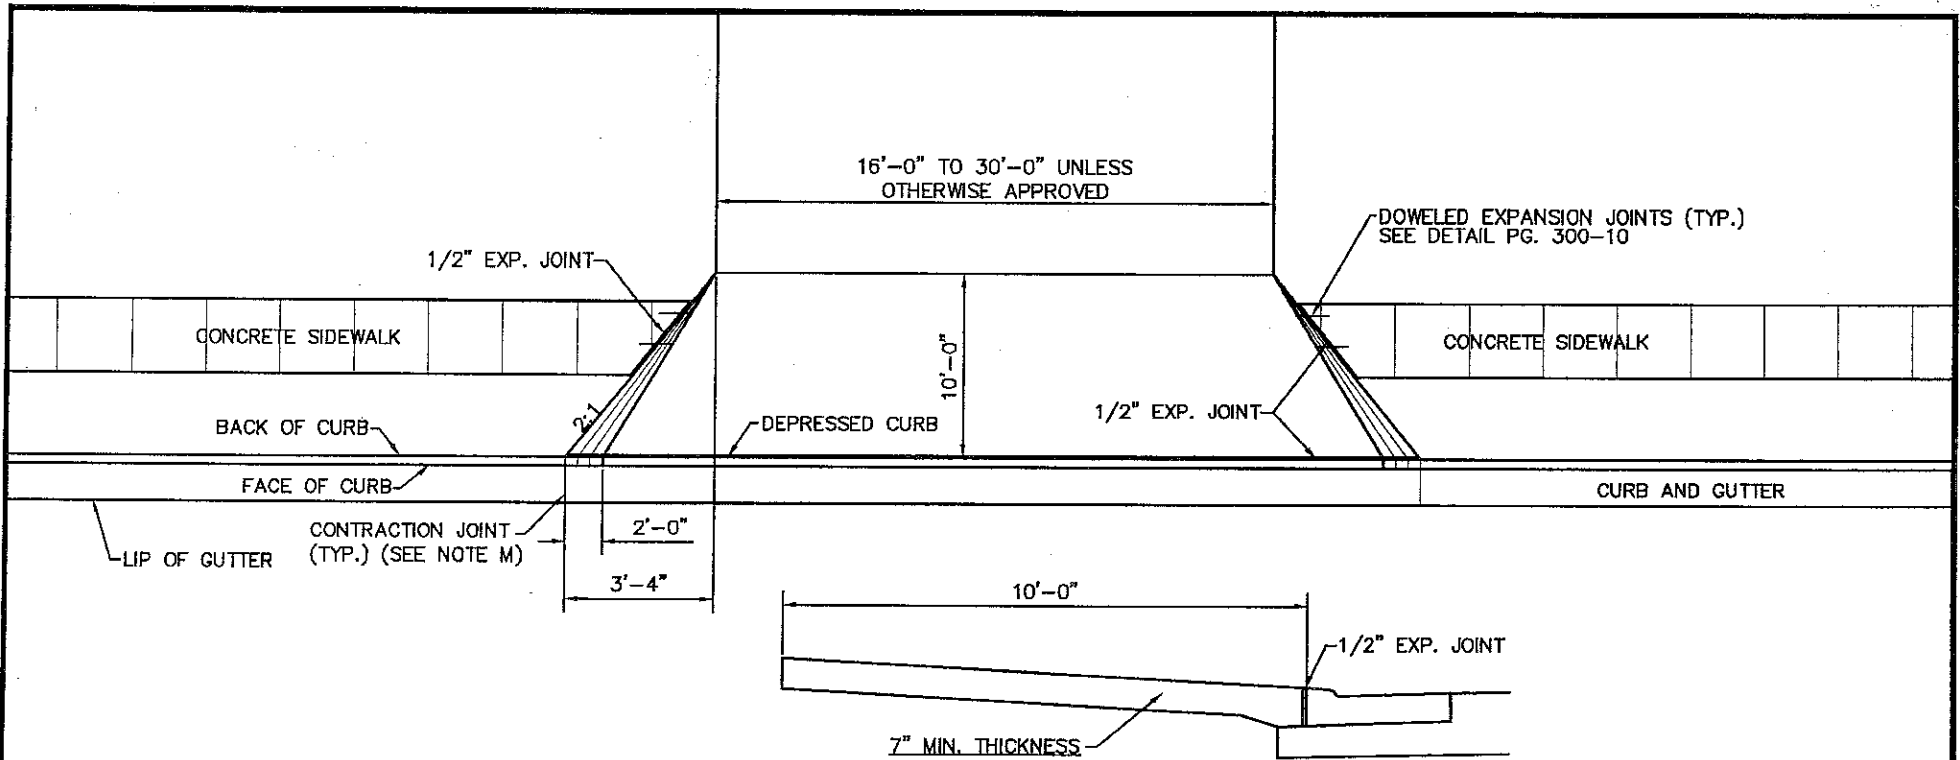 16'-0" TO 30'-0" UNLESS
OTHERWISE APPROVED
DOWELED EXPANSION JOINTS (TYP.)
SEE DETAIL PG. 300-10
1/2" EXP. JOINT
CONCRETE SIDEWALK
CONCRETE SIDEWALK
10'-0"
2:1
1/2" EXP. JOINT
BACK OF CURB
DEPRESSED CURB
FACE OF CURB
CURB AND GUTTER
CONTRACTION JOINT
(TYP.) (SEE NOTE M)
2'-0"
LIP OF GUTTER
3'-4"
10'-0"
1/2" EXP. JOINT
7" MIN. THICKNESS